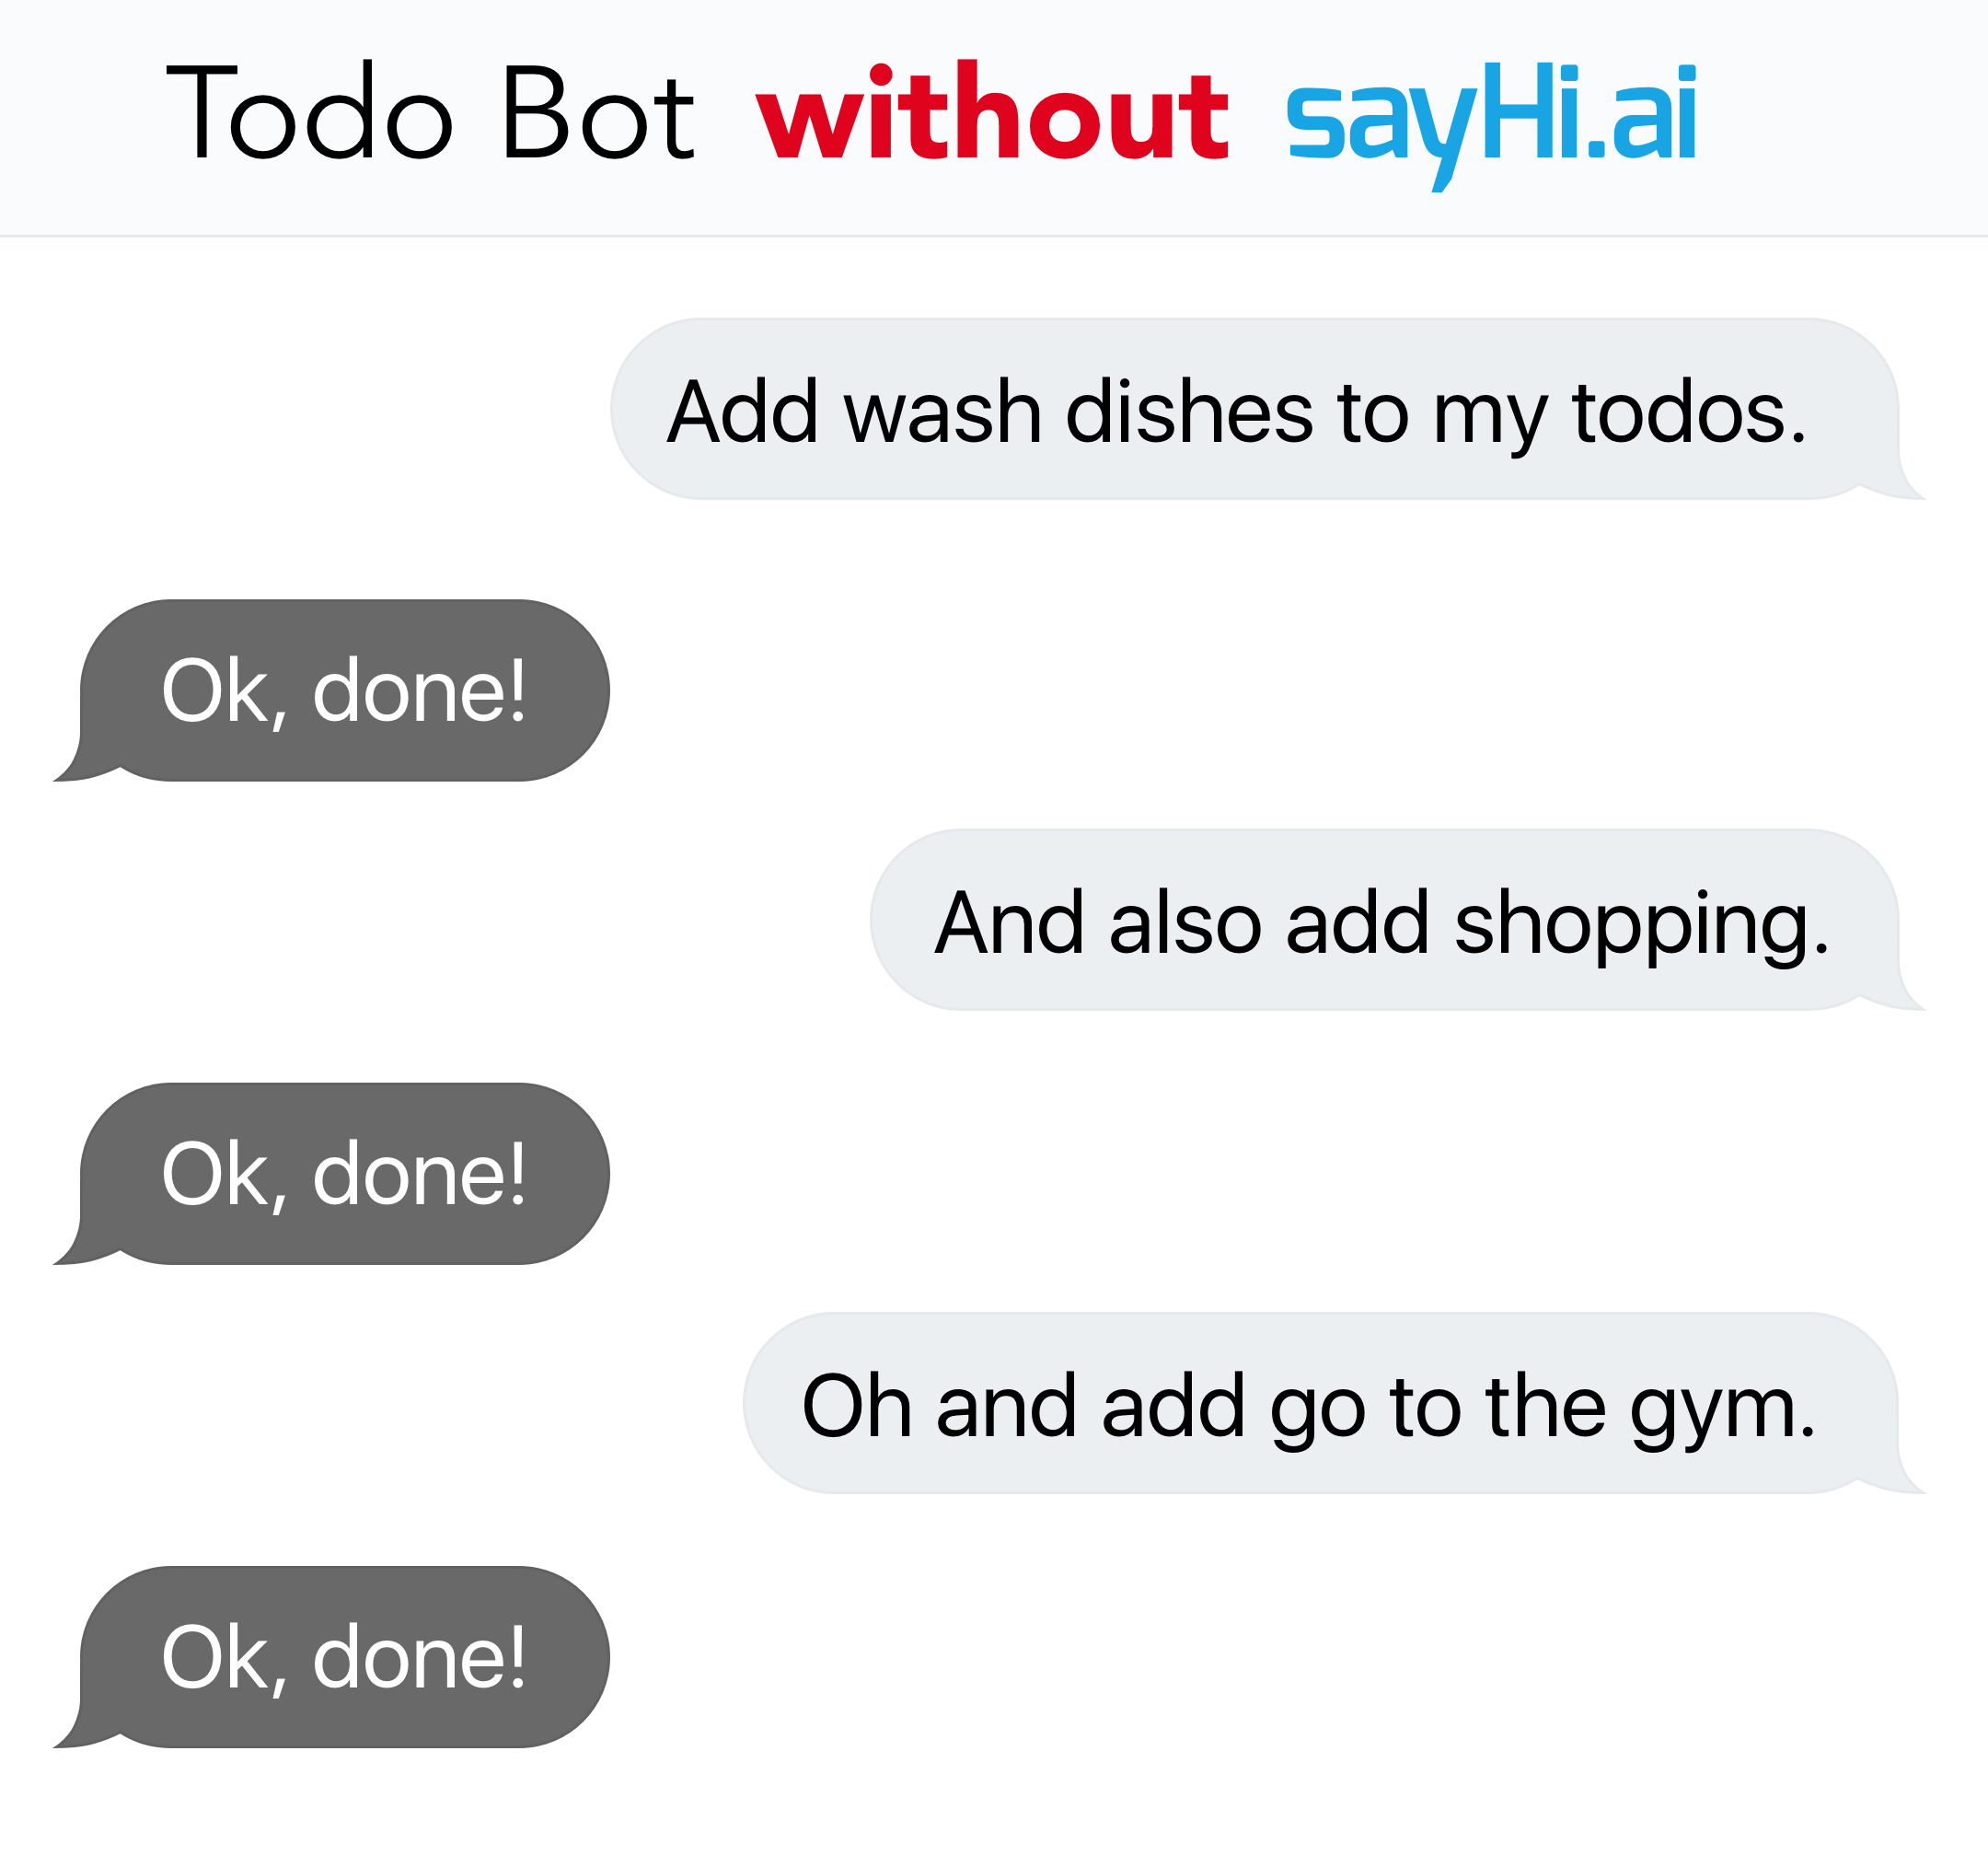 Todo Bot without sayHi.ai
Add wash dishes to my todos.
Ok, done!
And also add shopping.
Ok, done!
Oh and add go to the gym.
Ok, done!